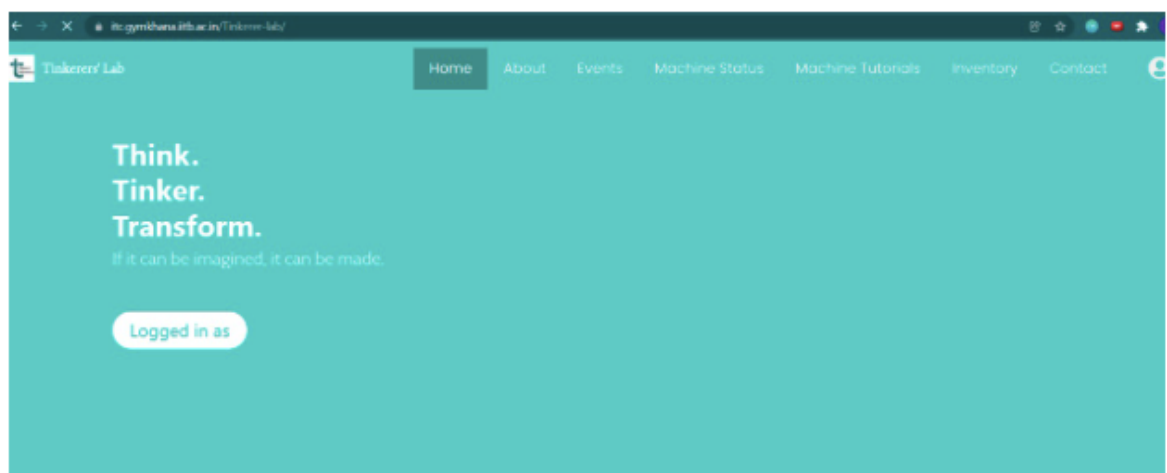 itc.gymkhana.iitb.ac.in/Tinkerer-lab/
Tinkerers' Lab
Home About Events Machine Status Machine Tutorials Inventory Contact
Think.
Tinker.
Transform.
If it can be imagined, it can be made.
Logged in as